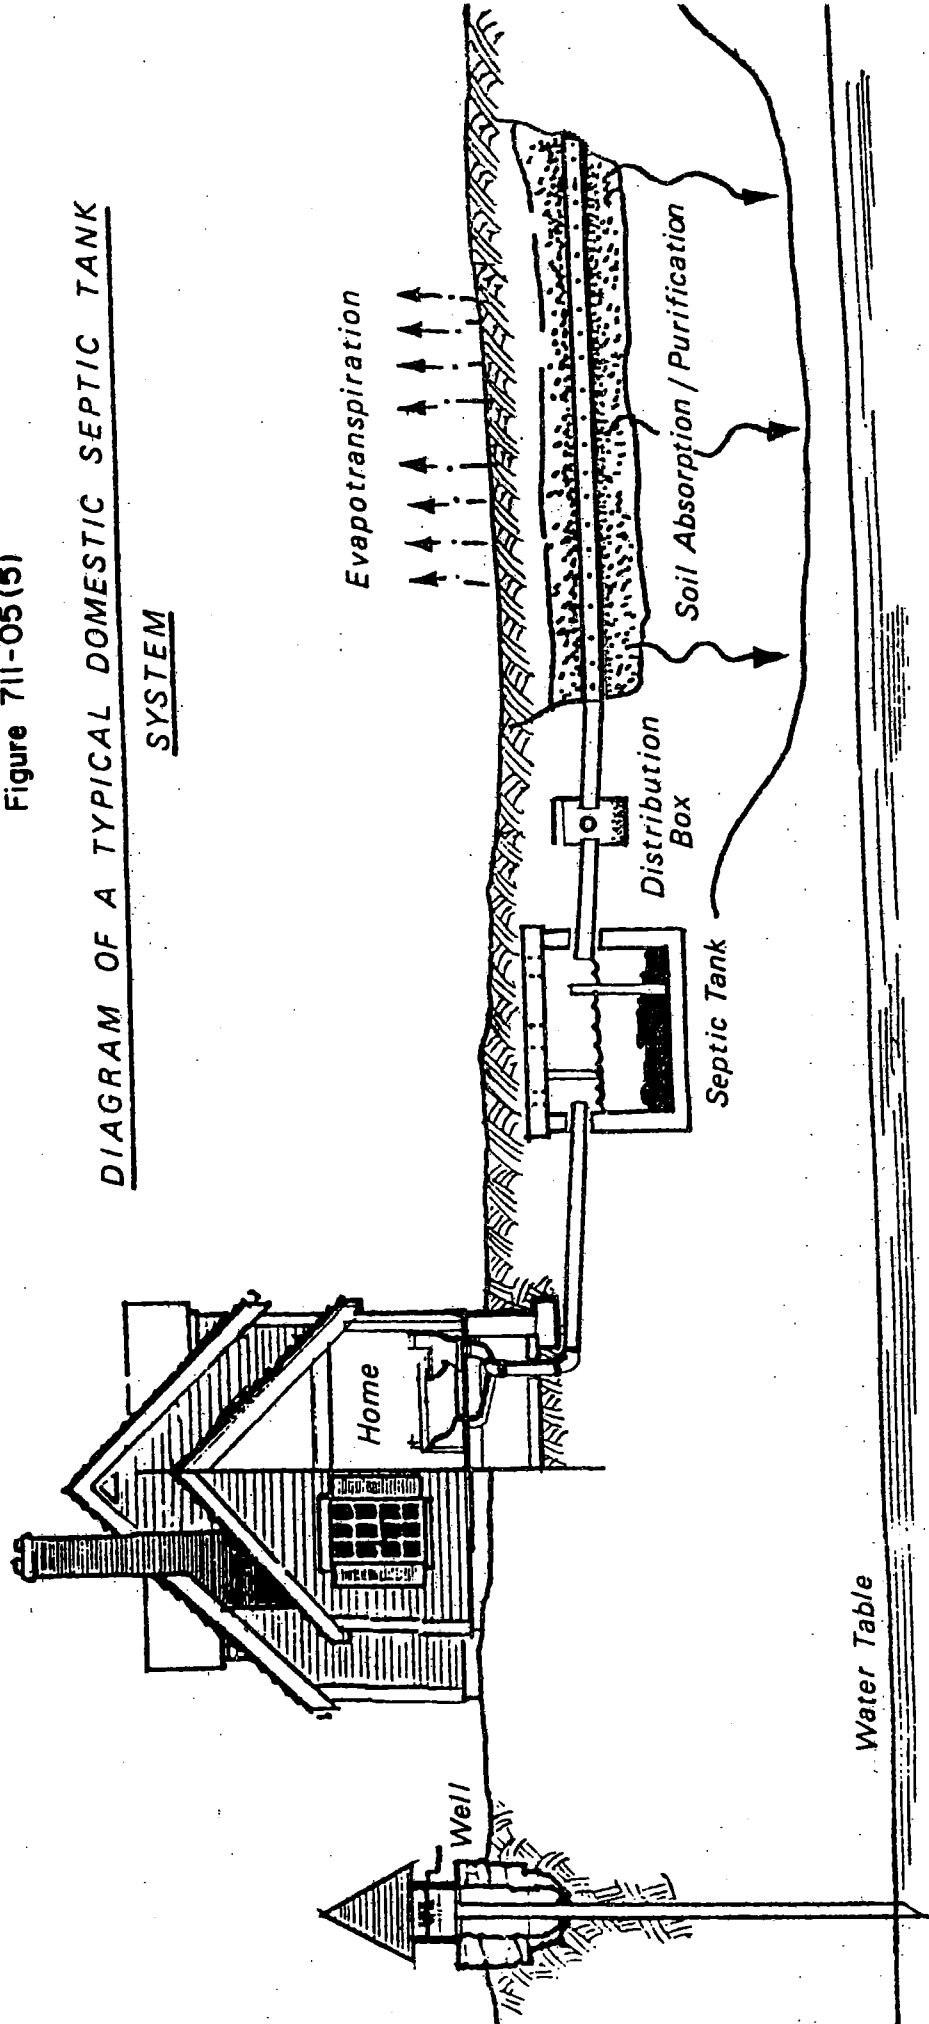 Figure 711-05(5)
DIAGRAM OF A TYPICAL DOMESTIC SEPTIC TANK
SYSTEM
Evapotranspiration
Home
Well
Soil Absorption/Purification
Distribution
Box
Septic Tank
Water Table